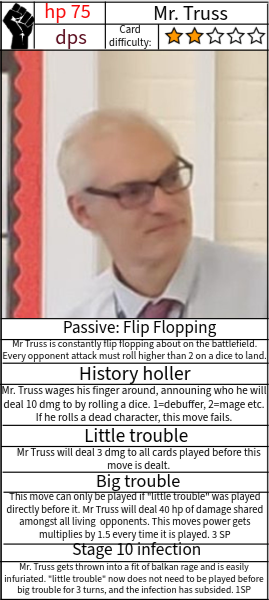 hp 75
Mr. Truss
dps
Card
difficulty:
Passive: Flip Flopping
Mr Truss is constantly flip flopping about on the battlefield.
Every opponent attack must roll higher than 2 on a dice to land.
History holler
Mr. Truss wages his finger around, announing who he will
deal 10 dmg to by rolling a dice. 1=debuffer, 2=mage etc.
If he rolls a dead character, this move fails.
Little trouble
Mr Truss will deal 3 dmg to all cards played before this
move is dealt.
Big trouble
This move can only be played if "little trouble" was played
directly before it. Mr Truss will deal 40 hp of damage shared
amongst all living opponents. This moves power gets
multiplies by 1.5 every time it is played. 3 SP
Stage 10 infection
Mr. Truss gets thrown into a fit of balkan rage and is easily
infuriated. "little trouble" now does not need to be played before
big trouble for 3 turns, and the infection has subsided. 1SP